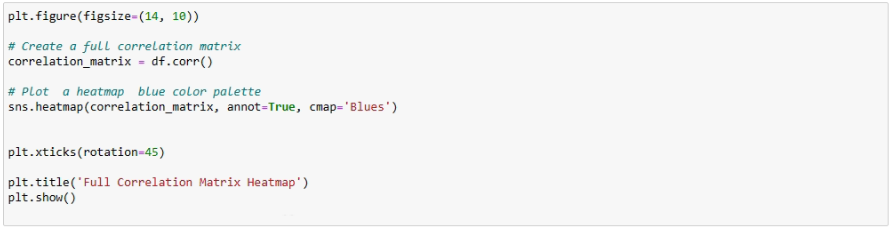 plt.figure(figsize=(14, 10))
# Create a full correlation matrix
correlation_matrix = df.corr()
# Plot  a heatmap  blue color palette
sns.heatmap(correlation_matrix, annot=True, cmap='Blues')
plt.xticks(rotation=45)
plt.title('Full Correlation Matrix Heatmap')
plt.show()